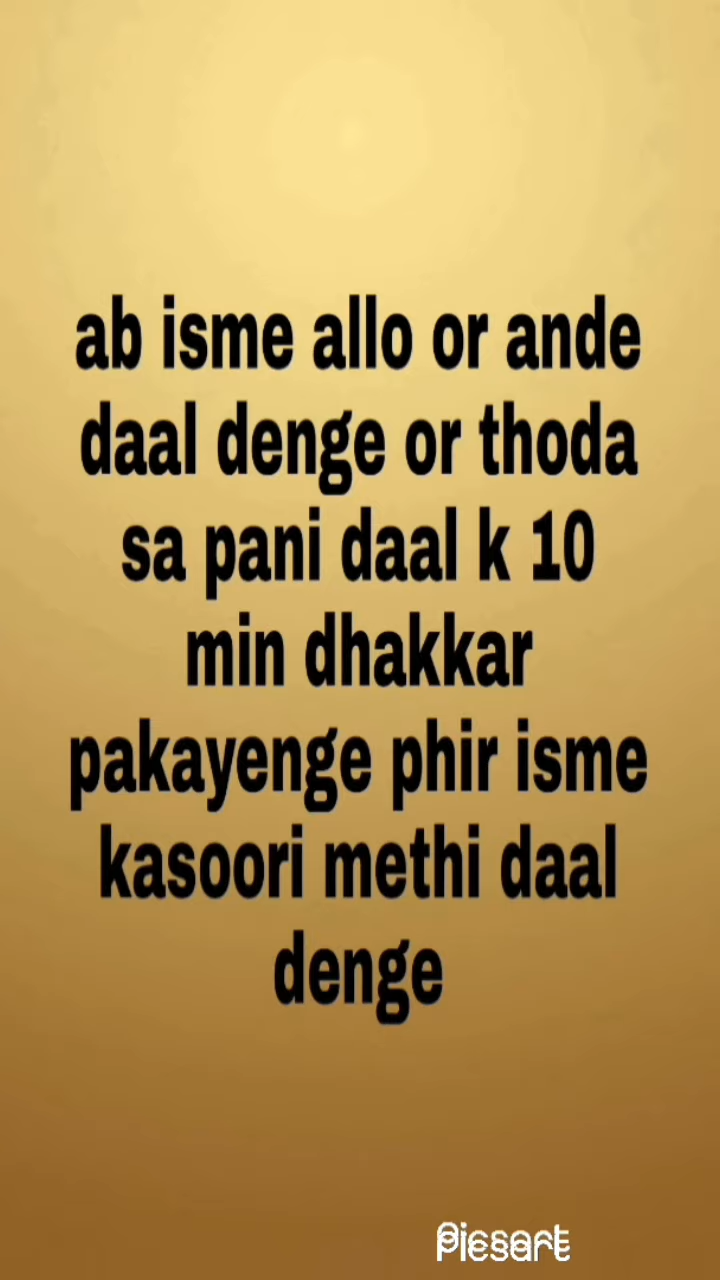 ab isme allo or ande
daal denge or thoda
sa pani daal k 10
min dhakkar
pakayenge phir isme
kasoori methi daal
denge
Picsart